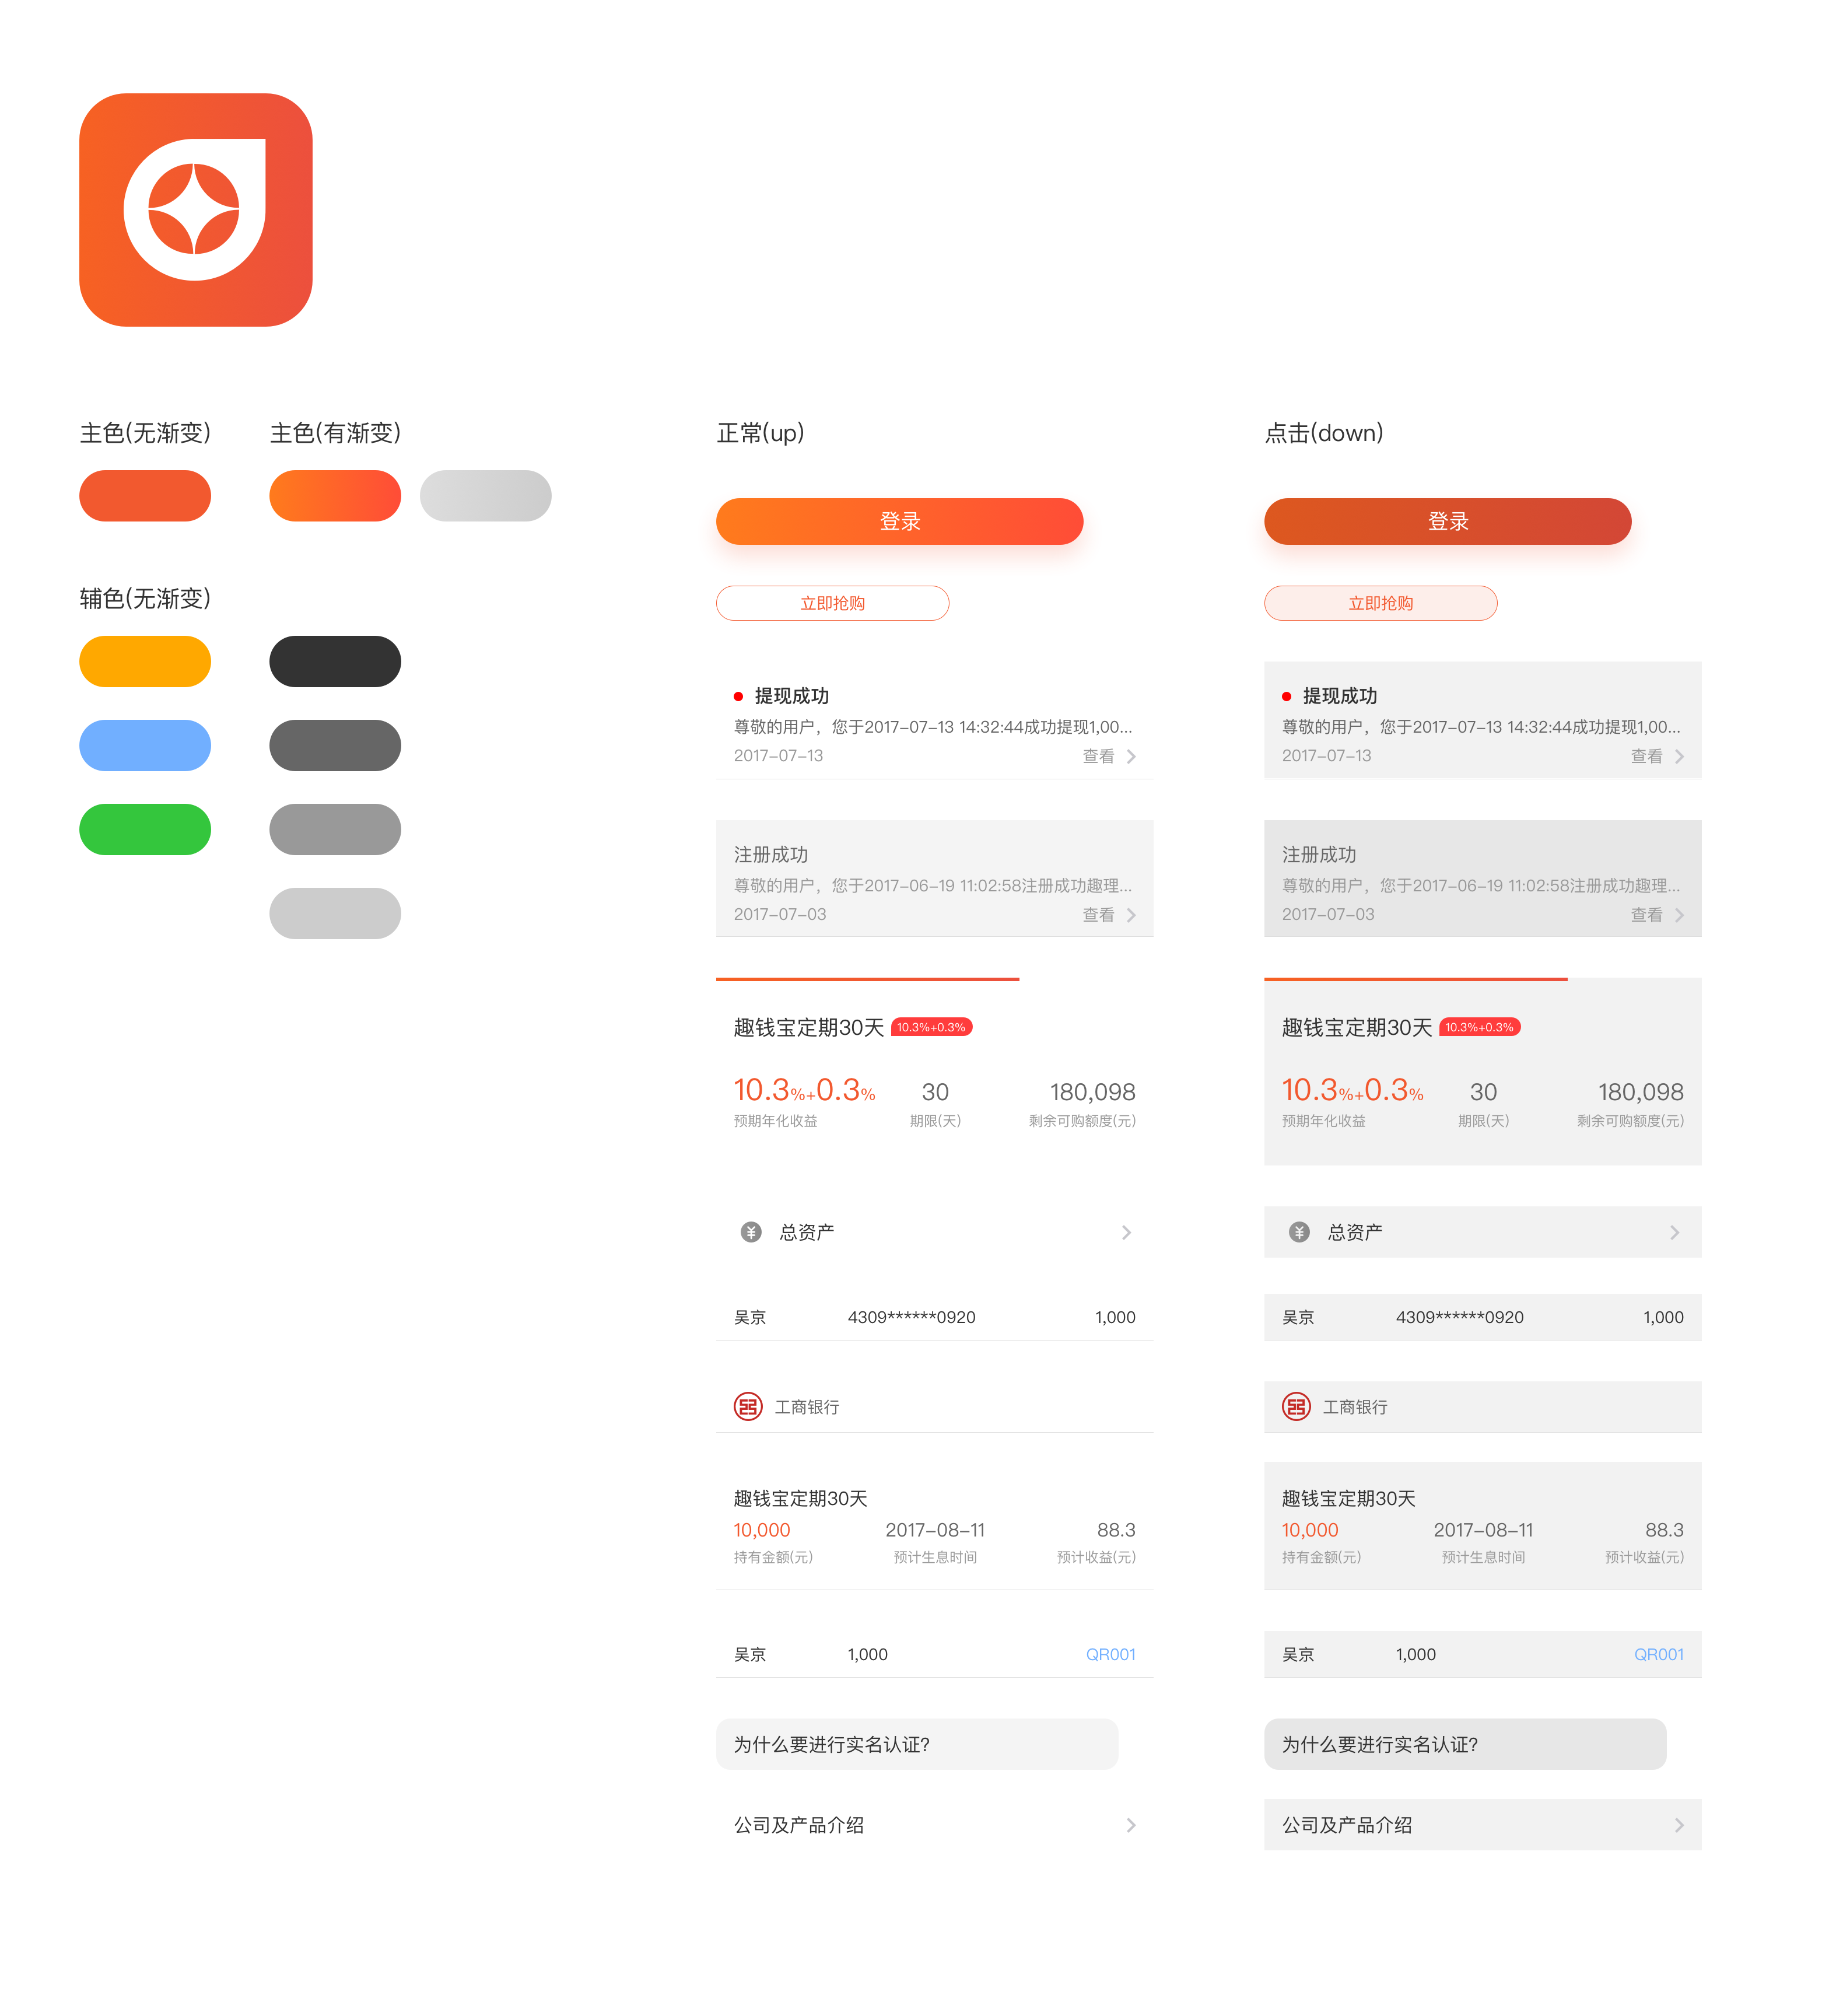 主色(无渐变)
主色(有渐变)
辅色(无渐变)
正常(up)
登录
立即抢购
提现成功
尊敬的用户，您于2017-07-13 14:32:44成功提现1,00...
2017-07-13 查看
注册成功
尊敬的用户，您于2017-06-19 11:02:58注册成功趣理...
2017-07-03 查看
趣钱宝定期30天 10.3%+0.3%
10.3%+0.3% 30 180,098
预期年化收益 期限(天) 剩余可购额度(元)
¥ 总资产
吴京 4309******0920 1,000
工商银行
趣钱宝定期30天
10,000 2017-08-11 88.3
持有金额(元) 预计生息时间 预计收益(元)
吴京 1,000 QR001
为什么要进行实名认证?
公司及产品介绍
点击(down)
登录
立即抢购
提现成功
尊敬的用户，您于2017-07-13 14:32:44成功提现1,00...
2017-07-13 查看
注册成功
尊敬的用户，您于2017-06-19 11:02:58注册成功趣理...
2017-07-03 查看
趣钱宝定期30天 10.3%+0.3%
10.3%+0.3% 30 180,098
预期年化收益 期限(天) 剩余可购额度(元)
¥ 总资产
吴京 4309******0920 1,000
工商银行
趣钱宝定期30天
10,000 2017-08-11 88.3
持有金额(元) 预计生息时间 预计收益(元)
吴京 1,000 QR001
为什么要进行实名认证?
公司及产品介绍